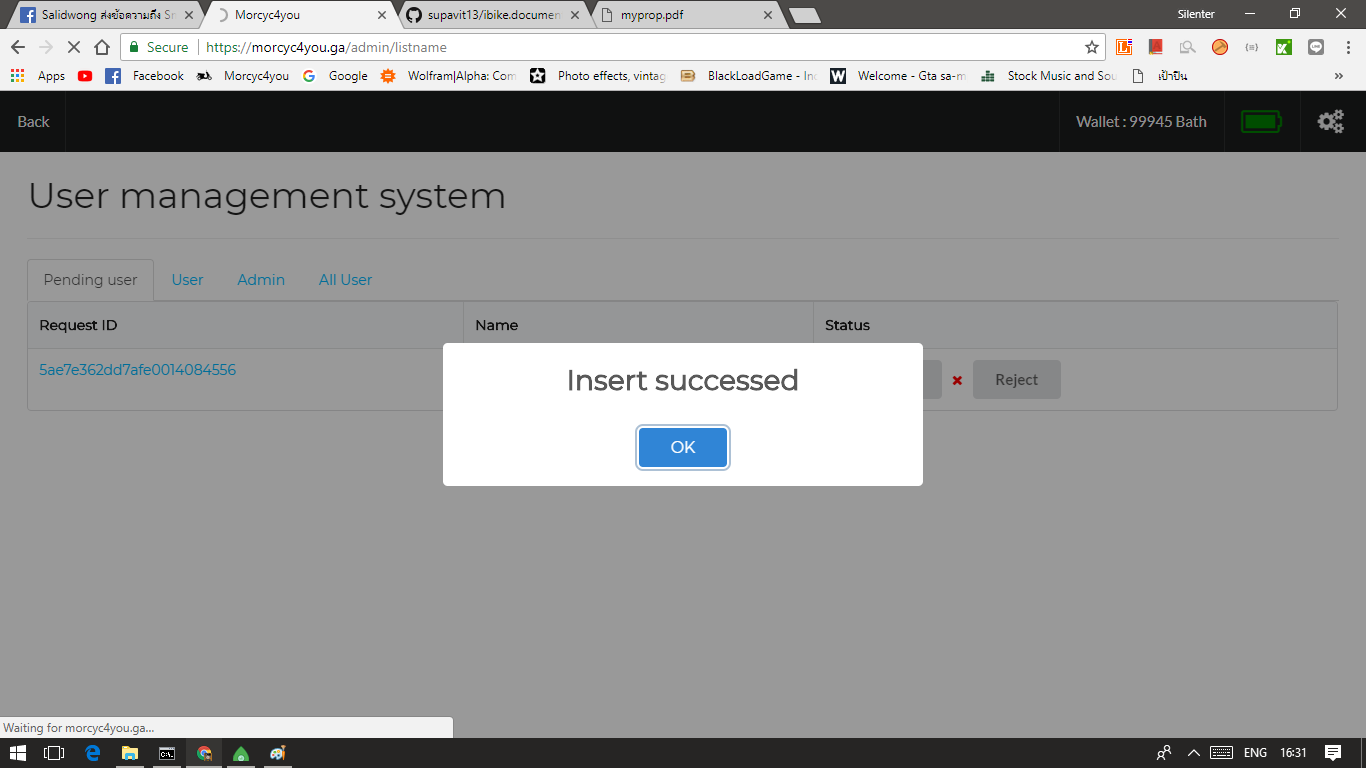 Salidwong ส่งข้อความถึง
Morcyc4you
supavit13/ibike.documen
myprop.pdf
Silenter
Secure
https://morcyc4you.ga/admin/listname
Apps
Facebook
Morcyc4you
Google
Wolfram|Alpha: Com
Photo effects, vintag
BlackLoadGame - Inc
Welcome - Gta sa-m
Stock Music and Sou
เป้าปืน
»
Back
Wallet : 99945 Bath
User management system
Pending user
User
Admin
All User
Request ID
Name
Status
5ae7e362dd7afe0014084556
Reject
Insert successed
OK
Waiting for morcyc4you.ga...
ENG
16:31